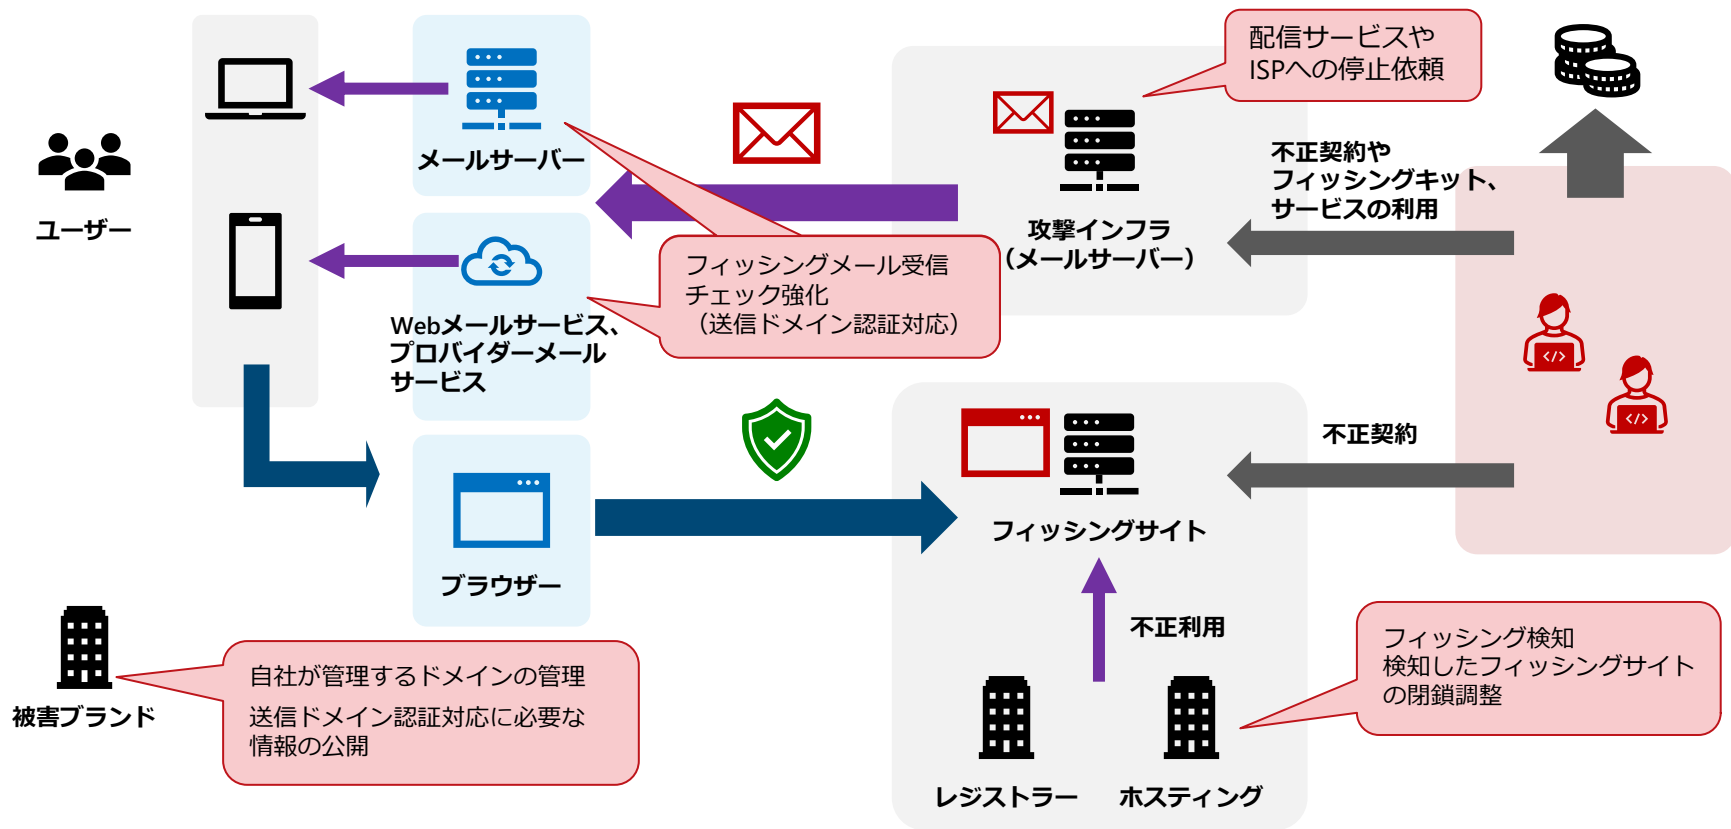 配信サービスや
ISPへの停止依頼
メールサーバー
不正契約や
フィッシングキット、
サービスの利用
ユーザー
攻撃インフラ
（メールサーバー）
フィッシングメール受信
チェック強化
（送信ドメイン認証対応）
Webメールサービス、
プロバイダーメール
サービス
不正契約
フィッシングサイト
ブラウザー
不正利用
フィッシング検知
検知したフィッシングサイト
の閉鎖調整
自社が管理するドメインの管理
送信ドメイン認証対応に必要な
情報の公開
被害ブランド
レジストラー
ホスティング